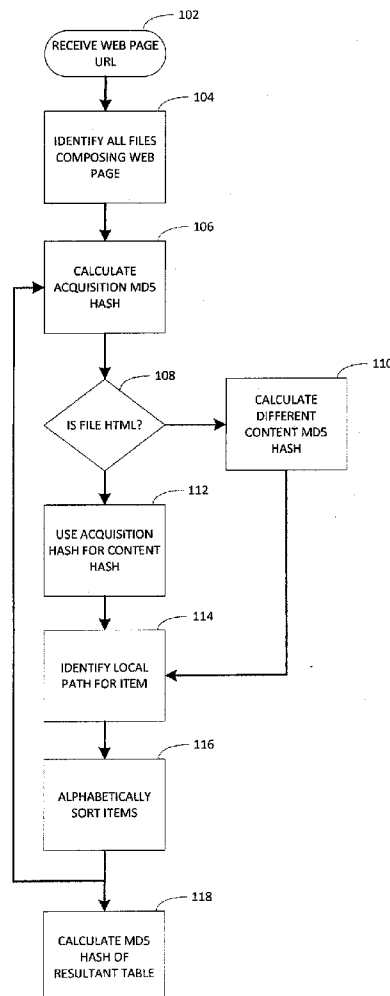 102
RECEIVE WEB PAGE
URL
104
IDENTIFY ALL FILES
COMPOSING WEB
PAGE
106
CALCULATE
ACQUISITION MD5
HASH
108
IS FILE HTML?
110
CALCULATE
DIFFERENT
CONTENT MD5
HASH
112
USE ACQUISITION
HASH FOR CONTENT
HASH
114
IDENTIFY LOCAL
PATH FOR ITEM
116
ALPHABETICALLY
SORT ITEMS
118
CALCULATE MD5
HASH OF
RESULTANT TABLE